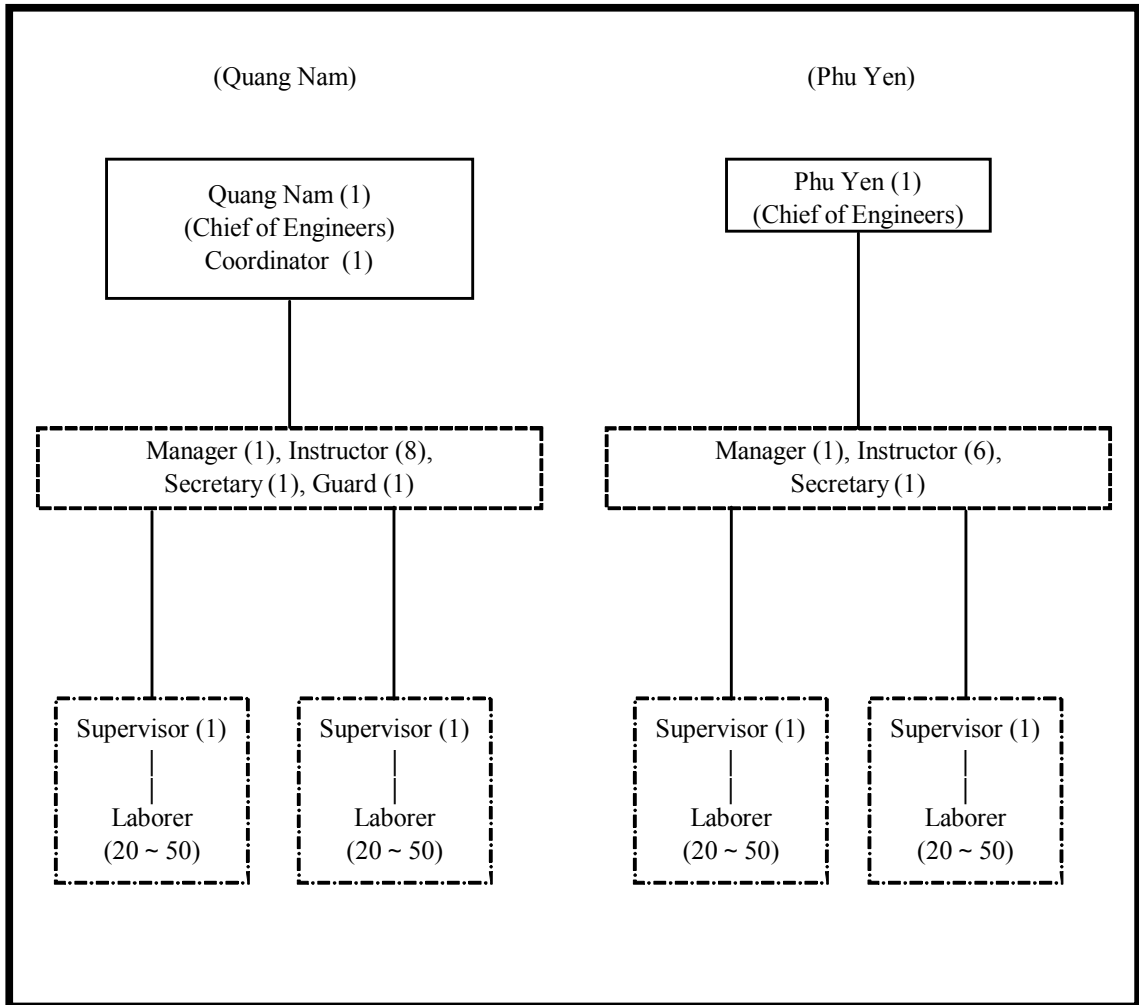 (Quang Nam)
(Phu Yen)
Quang Nam (1)
(Chief of Engineers)
Coordinator (1)
Phu Yen (1)
(Chief of Engineers)
Manager (1), Instructor (8),
Secretary (1), Guard (1)
Manager (1), Instructor (6),
Secretary (1)
Supervisor (1)
Laborer
(20 ~ 50)
Supervisor (1)
Laborer
(20 ~ 50)
Supervisor (1)
Laborer
(20 ~ 50)
Supervisor (1)
Laborer
(20 ~ 50)